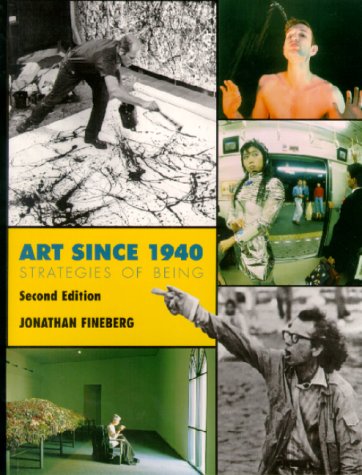 ART SINCE 1940
STRATEGIES OF BEING
Second Edition
JONATHAN FINEBERG